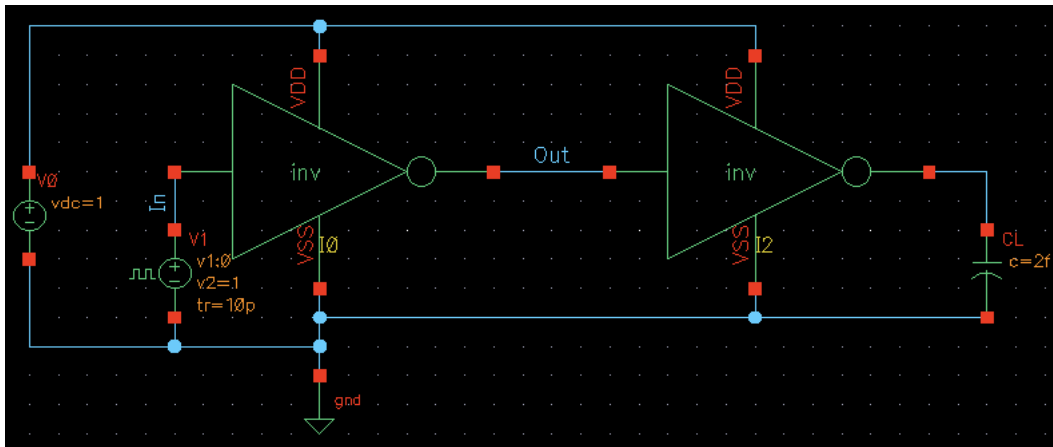 VDD
VDD
Out
inv
inv
V0
vdc=1
In
V1
v1:0
v2=1
tr=10p
VSS
I0
VSS
I2
CL
c=2f
gnd